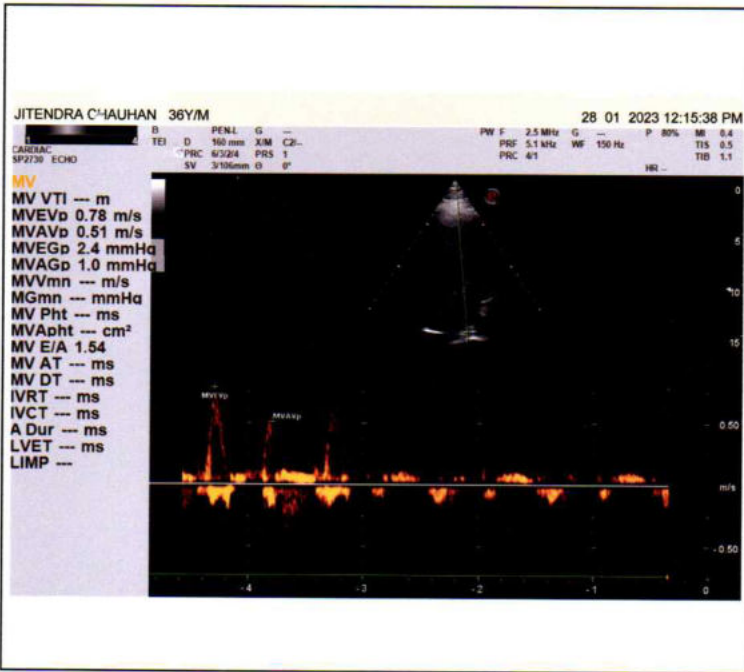 JITENDRA CHAUHAN 36Y/M
28 01 2023 12:15:38 PM
CARDIAC
SP2730 ECHO
B PEN-L G ---
TEI D 160 mm X/M C2/--
PRC 6/3/2/4 PRS 1
SV 3/106mm Θ 0°
PW F 2.5 MHz G --- P 80% MI 0.4
PRF 5.1 kHz WF 150 Hz TIS 0.5
PRC 4/1 TIB 1.1
HR --
MV
MV VTI --- m
MVEVp 0.78 m/s
MVAVp 0.51 m/s
MVEGp 2.4 mmHg
MVAGp 1.0 mmHg
MVVmn --- m/s
MGmn --- mmHg
MV Pht --- ms
MVApht --- cm²
MV E/A 1.54
MV AT --- ms
MV DT --- ms
IVRT --- ms
IVCT --- ms
A Dur --- ms
LVET --- ms
LIMP ---
0
5
10
15
MVEVp
MVAVp
0.50
m/s
-0.50
-4 -3 -2 -1 0